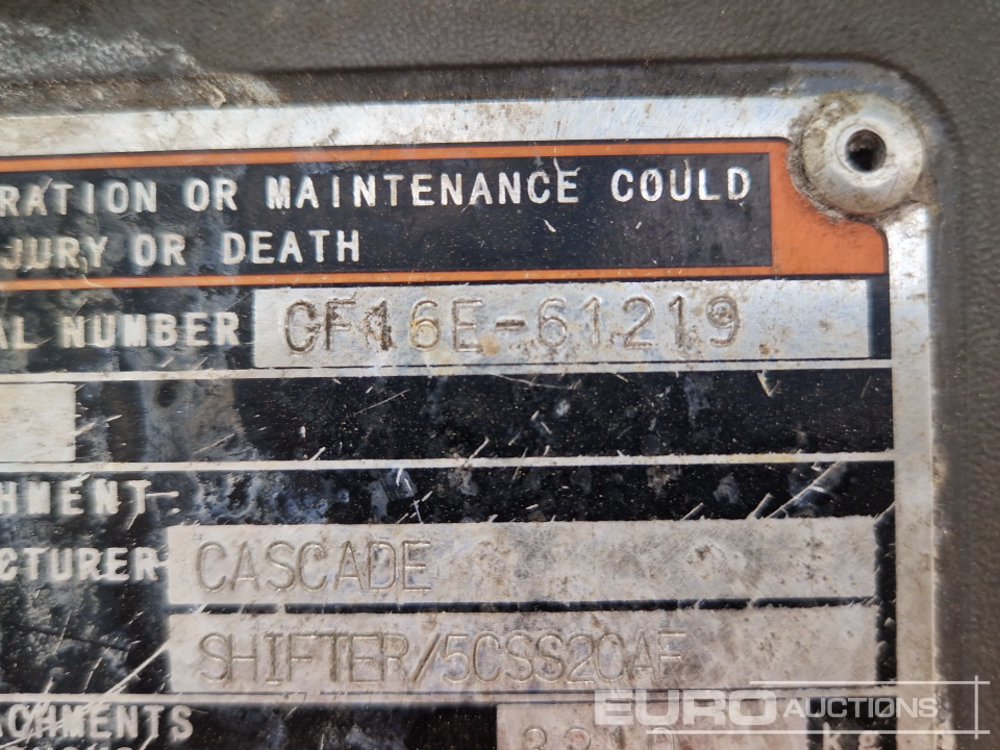 RATION OR MAINTENANCE COULD
JURY OR DEATH
AL NUMBER CF16E-61219
HMENT
CTURER CASCADE
SHIFTER/5CSS20AF
ACHMENTS
EURO AUCTIONS